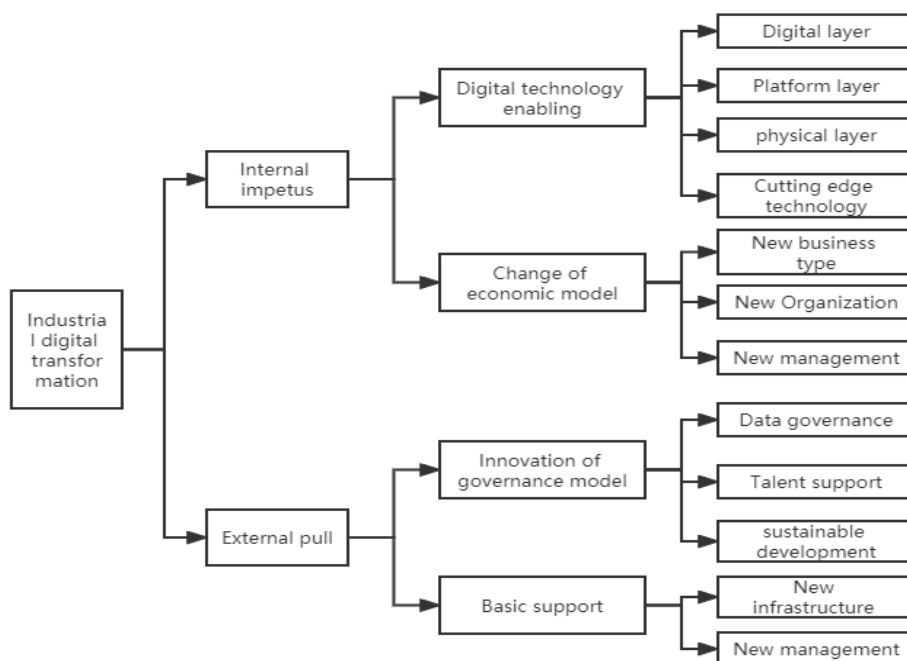 Industria
l digital
transfor
mation
Internal
impetus
External pull
Digital technology
enabling
Change of
economic model
Innovation of
governance model
Basic support
Digital layer
Platform layer
physical layer
Cutting edge
technology
New business
type
New Organization
New management
Data governance
Talent support
sustainable
development
New
infrastructure
New management